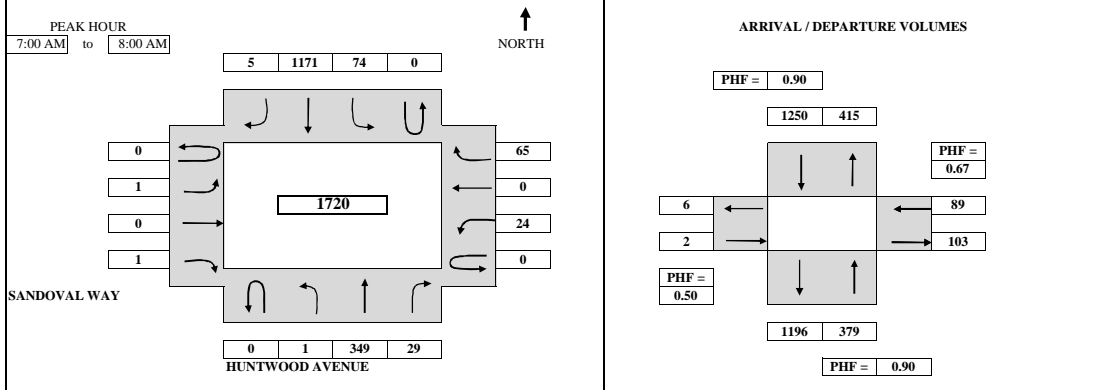 PEAK HOUR
7:00 AM to 8:00 AM
NORTH
5 1171 74 0
0
1
0
1
1720
65
0
24
0
SANDOVAL WAY
0 1 349 29
HUNTWOOD AVENUE
ARRIVAL / DEPARTURE VOLUMES
PHF = 0.90
1250 415
PHF =
0.67
6
2
89
103
PHF =
0.50
1196 379
PHF = 0.90